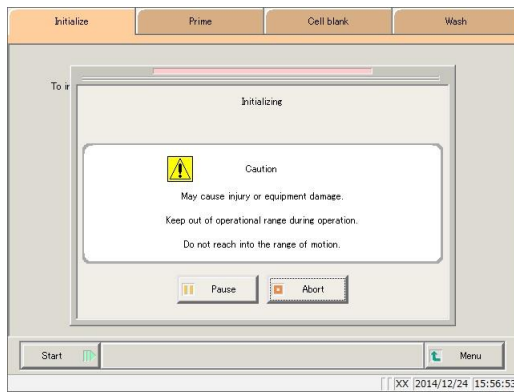 Initialize Prime Cell blank Wash
To ir
Initializing
Caution
May cause injury or equipment damage.
Keep out of operational range during operation.
Do not reach into the range of motion.
Pause Abort
Start Menu
XX 2014/12/24 15:56:53